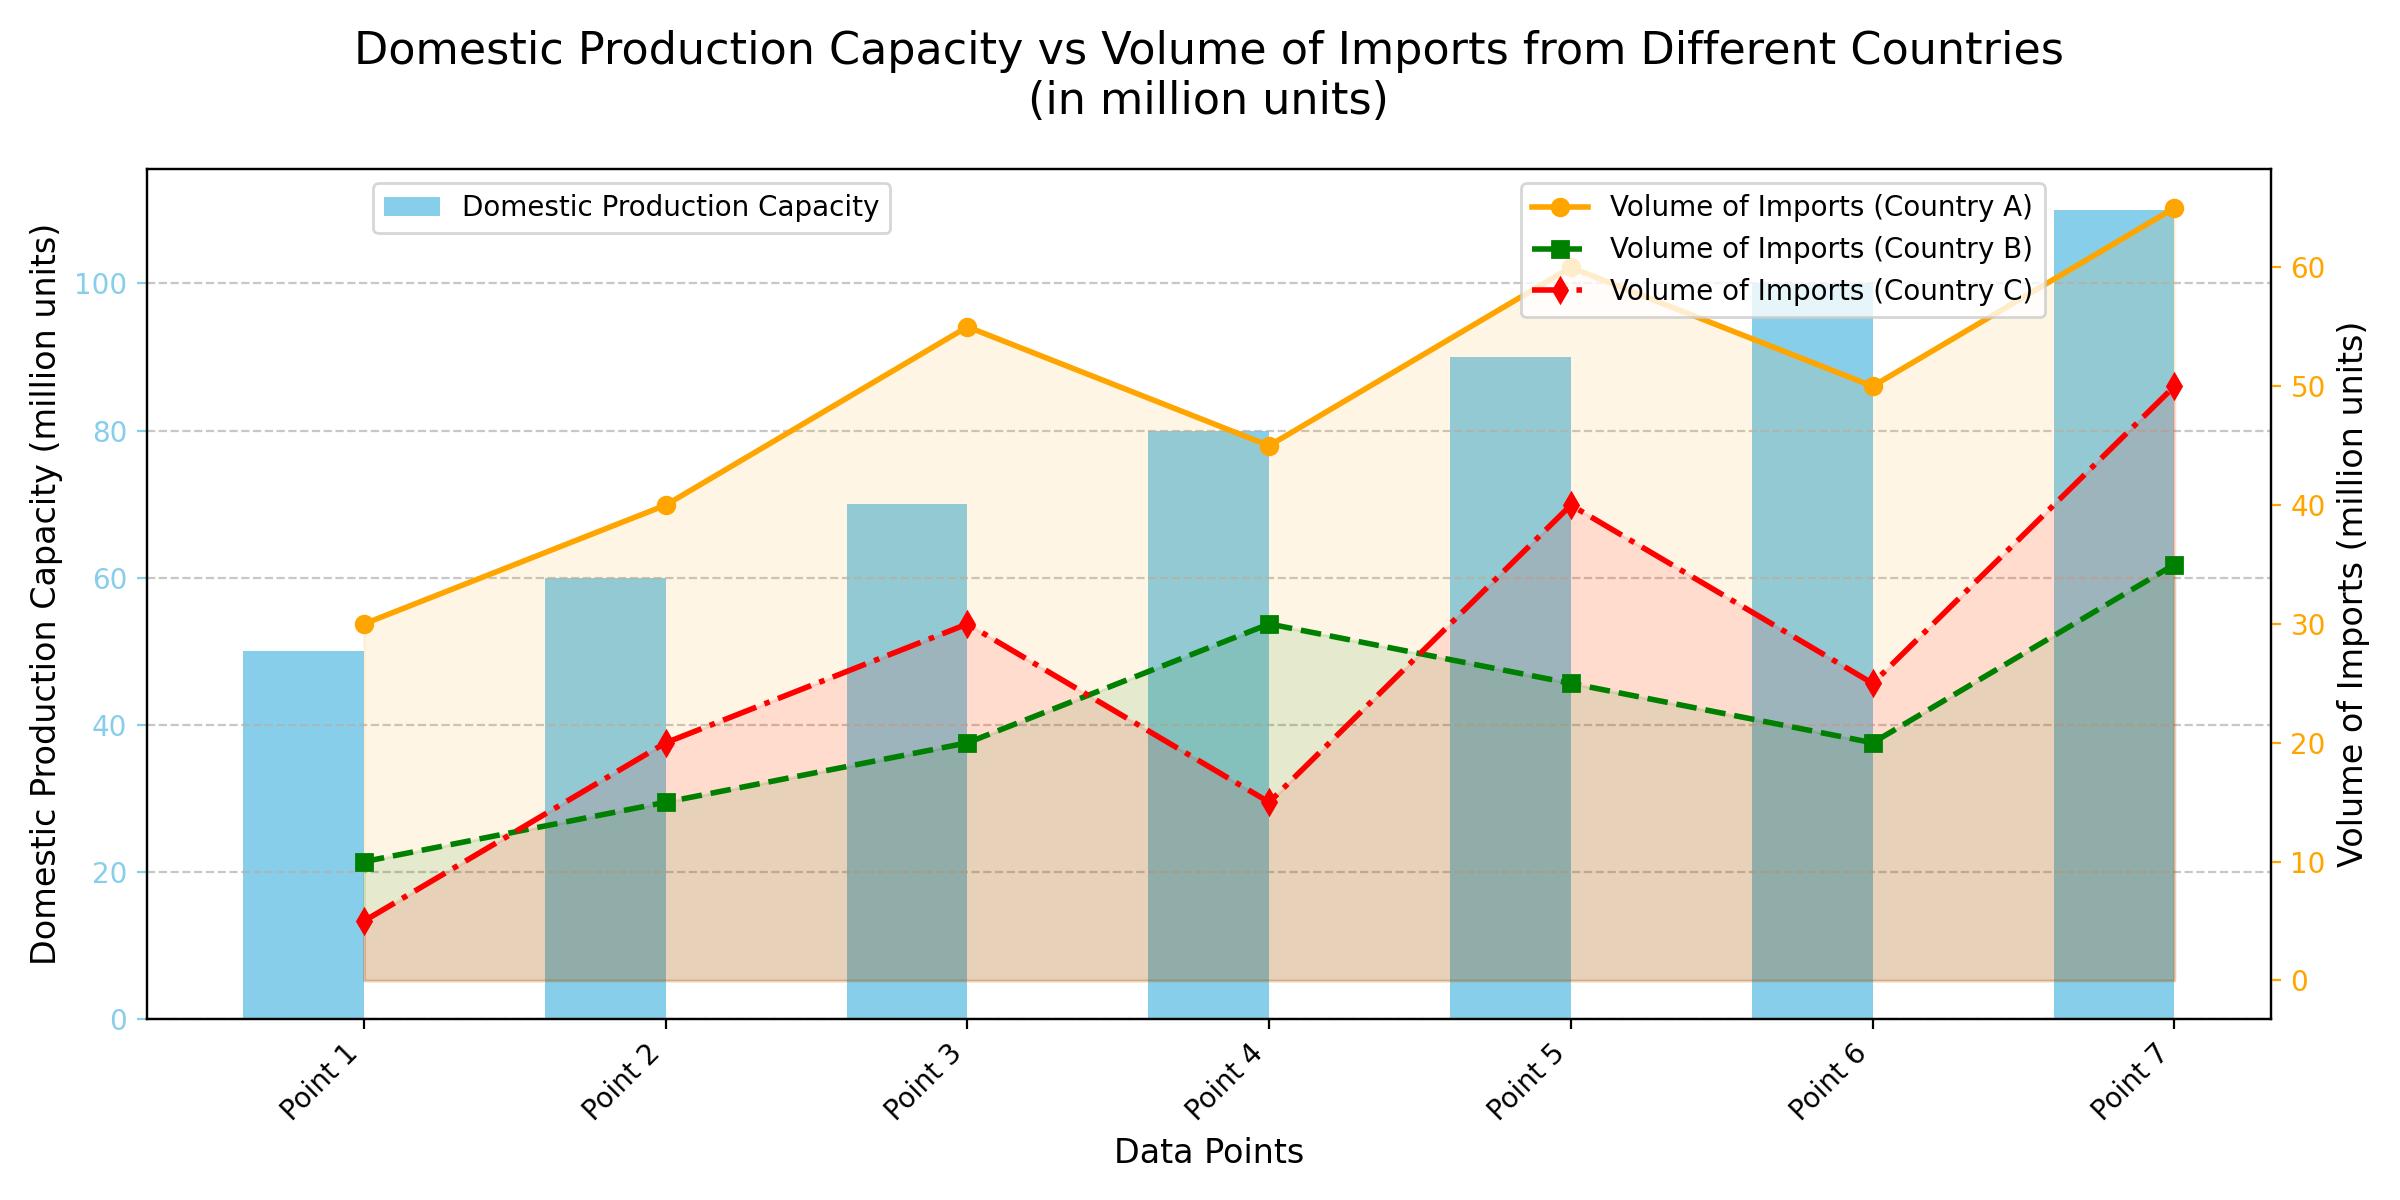 Domestic Production Capacity vs Volume of Imports from Different Countries
(in million units)
Domestic Production Capacity
Volume of Imports (Country A)
Volume of Imports (Country B)
Volume of Imports (Country C)
Domestic Production Capacity (million units)
100
80
60
40
20
0
60
50
40
30
20
10
0
Volume of Imports (million units)
Point 1
Point 2
Point 3
Point 4
Point 5
Point 6
Point 7
Data Points